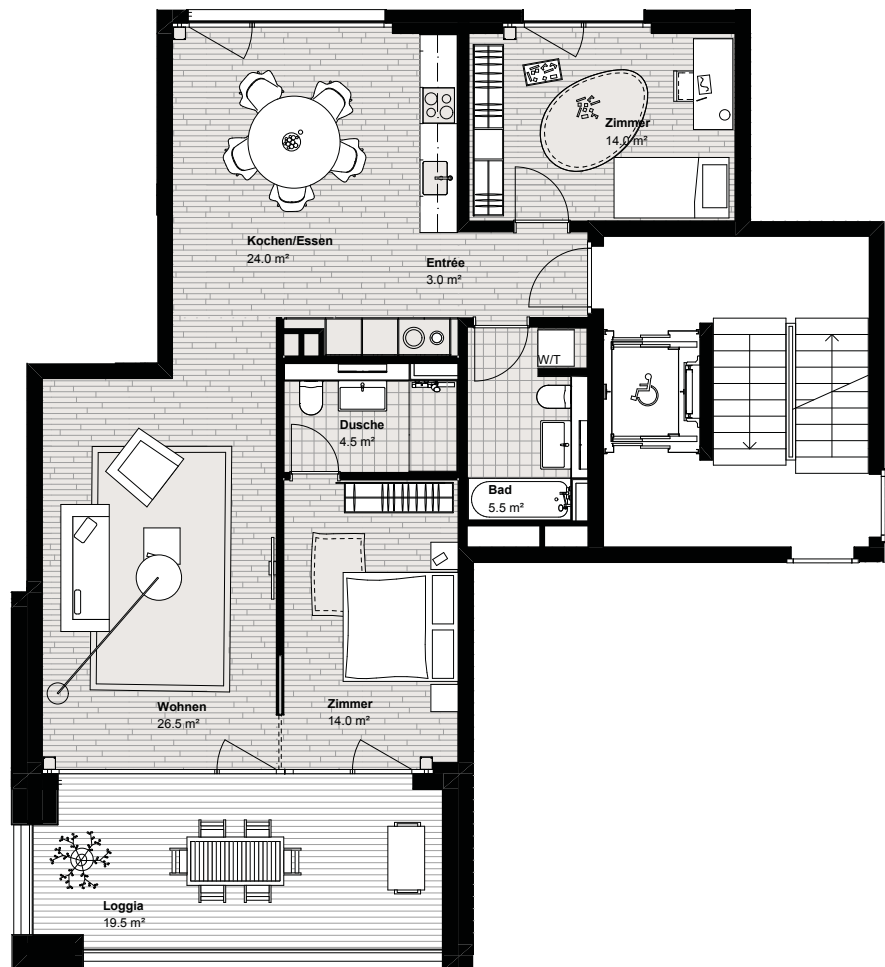 Zimmer
14.0 m²
Kochen/Essen
24.0 m²
Entrée
3.0 m²
W/T
Dusche
4.5 m²
Bad
5.5 m²
Wohnen
26.5 m²
Zimmer
14.0 m²
Loggia
19.5 m²